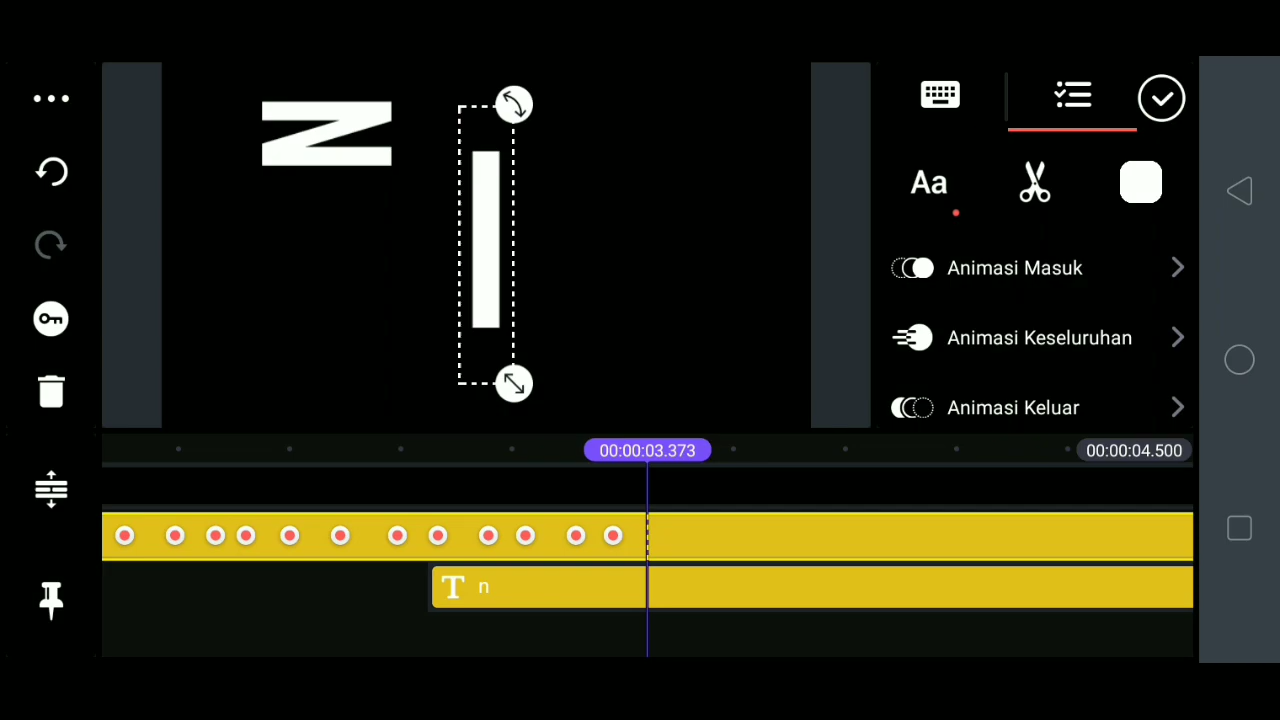 N
I
Aa
Animasi Masuk
Animasi Keseluruhan
Animasi Keluar
00:00:03.373
00:00:04.500
T n